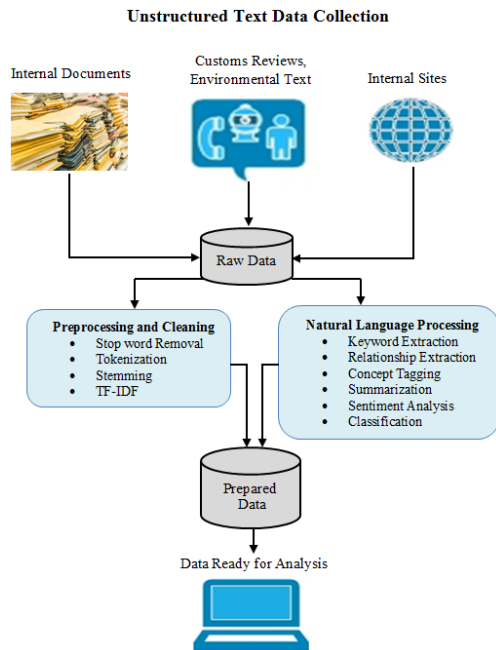 Unstructured Text Data Collection
Internal Documents
Customs Reviews,
Environmental Text
Internal Sites
Raw Data
Preprocessing and Cleaning
• Stop word Removal
• Tokenization
• Stemming
• TF-IDF
Natural Language Processing
• Keyword Extraction
• Relationship Extraction
• Concept Tagging
• Summarization
• Sentiment Analysis
• Classification
Prepared
Data
Data Ready for Analysis